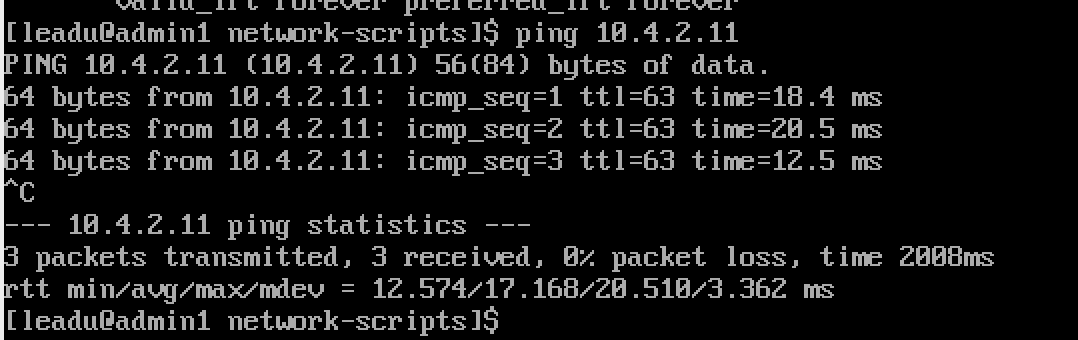 valid_lft forever preferred_lft forever
[leadu@admin1 network-scripts]$ ping 10.4.2.11
PING 10.4.2.11 (10.4.2.11) 56(84) bytes of data.
64 bytes from 10.4.2.11: icmp_seq=1 ttl=63 time=18.4 ms
64 bytes from 10.4.2.11: icmp_seq=2 ttl=63 time=20.5 ms
64 bytes from 10.4.2.11: icmp_seq=3 ttl=63 time=12.5 ms
^C
--- 10.4.2.11 ping statistics ---
3 packets transmitted, 3 received, 0% packet loss, time 2008ms
rtt min/avg/max/mdev = 12.574/17.168/20.510/3.362 ms
[leadu@admin1 network-scripts]$